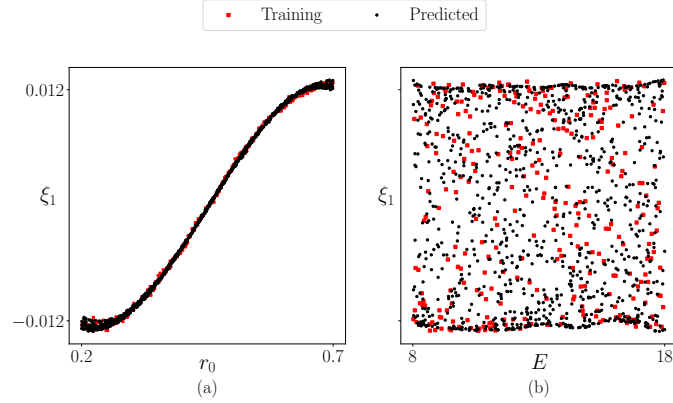 Training Predicted
0.012
ξ₁
−0.012
0.2 0.7
r₀
(a)
ξ₁
8 18
E
(b)